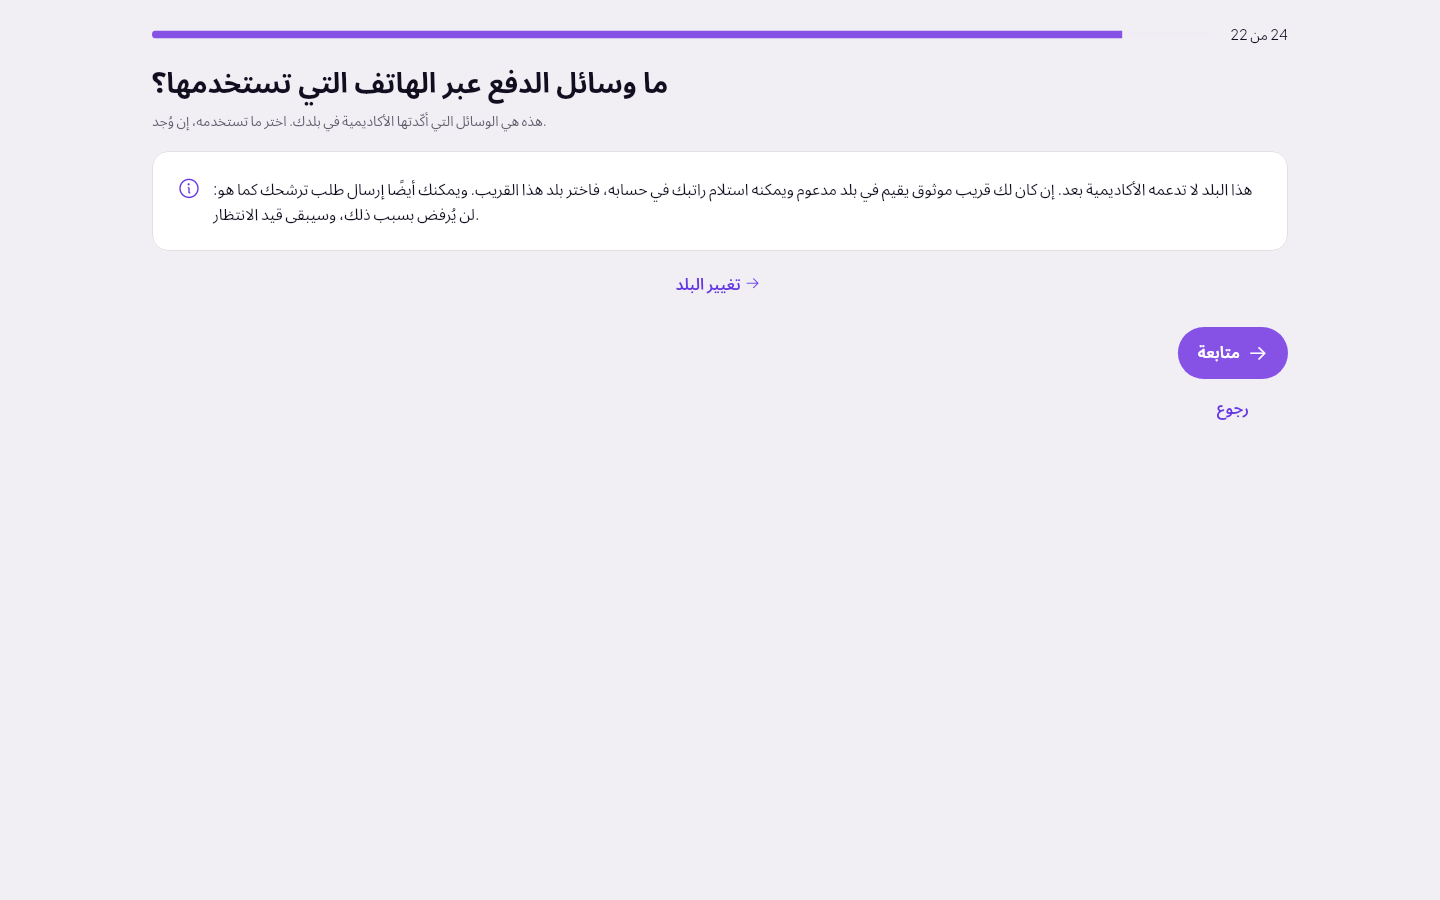 22 من 24
ما وسائل الدفع عبر الهاتف التي تستخدمها؟
هذه هي الوسائل التي أكّدتها الأكاديمية في بلدك. اختر ما تستخدمه، إن وُجد.
هذا البلد لا تدعمه الأكاديمية بعد. إن كان لك قريب موثوق يقيم في بلد مدعوم ويمكنه استلام راتبك في حسابه، فاختر بلد هذا القريب. ويمكنك أيضًا إرسال طلب ترشحك كما هو:
لن يُرفض بسبب ذلك، وسيبقى قيد الانتظار.
تغيير البلد →
متابعة →
رجوع